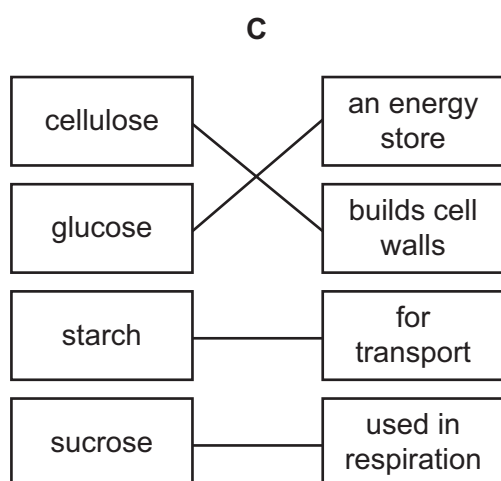 C
cellulose
an energy
store
glucose
builds cell
walls
starch
for
transport
sucrose
used in
respiration